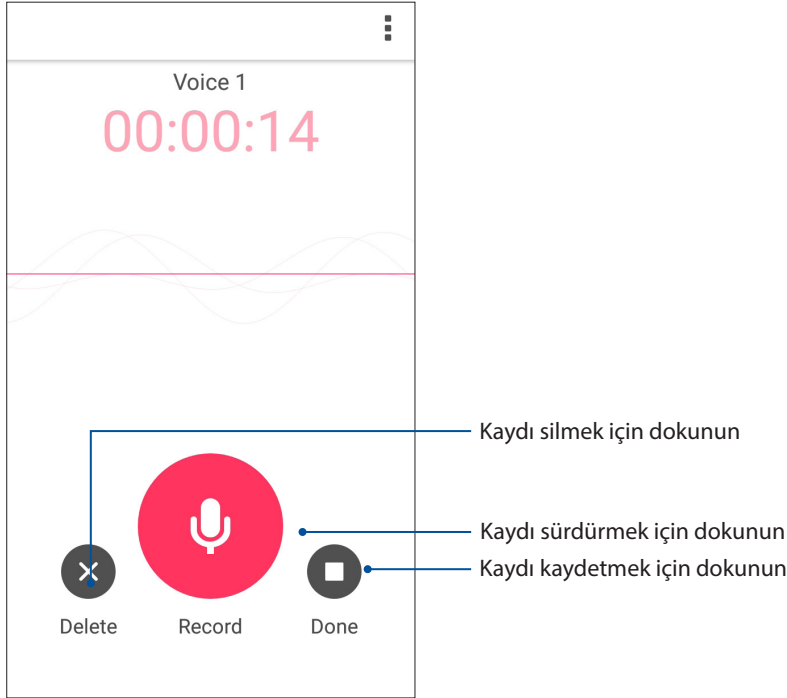 Voice 1
00:00:14
Kaydı silmek için dokunun
Kaydı sürdürmek için dokunun
Kaydı kaydetmek için dokunun
Delete
Record
Done